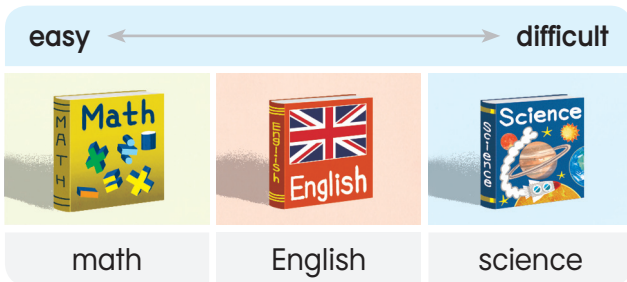 easy difficult
Math
MATH
English
English
Science
Science
math English science